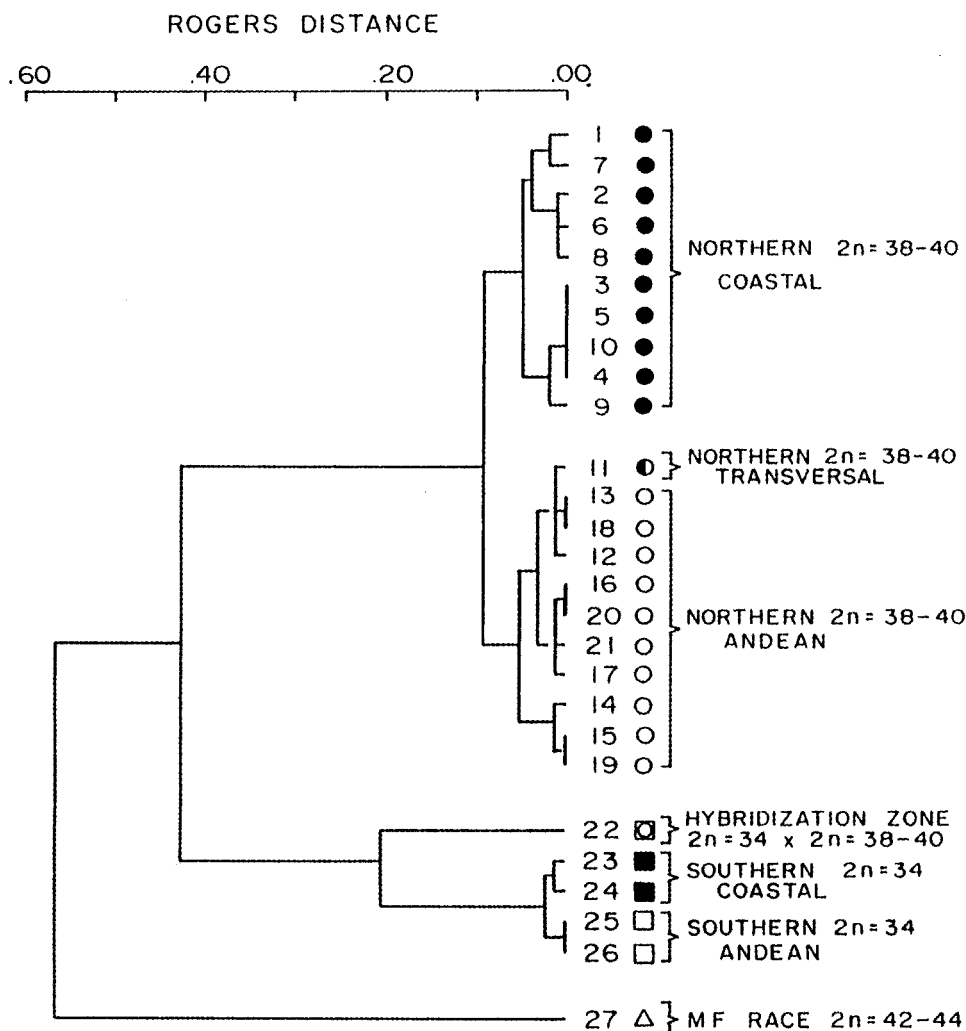 ROGERS DISTANCE
.60 .40 .20 .00
1
7
2
6
8
NORTHERN 2n=38-40
COASTAL
3
5
10
4
9
11
NORTHERN 2n=38-40
TRANSVERSAL
13
18
12
16
20
NORTHERN 2n=38-40
ANDEAN
21
17
14
15
19
22
HYBRIDIZATION ZONE
2n=34 x 2n=38-40
23
SOUTHERN 2n=34
COASTAL
24
25
SOUTHERN 2n=34
ANDEAN
26
27
MF RACE 2n=42-44